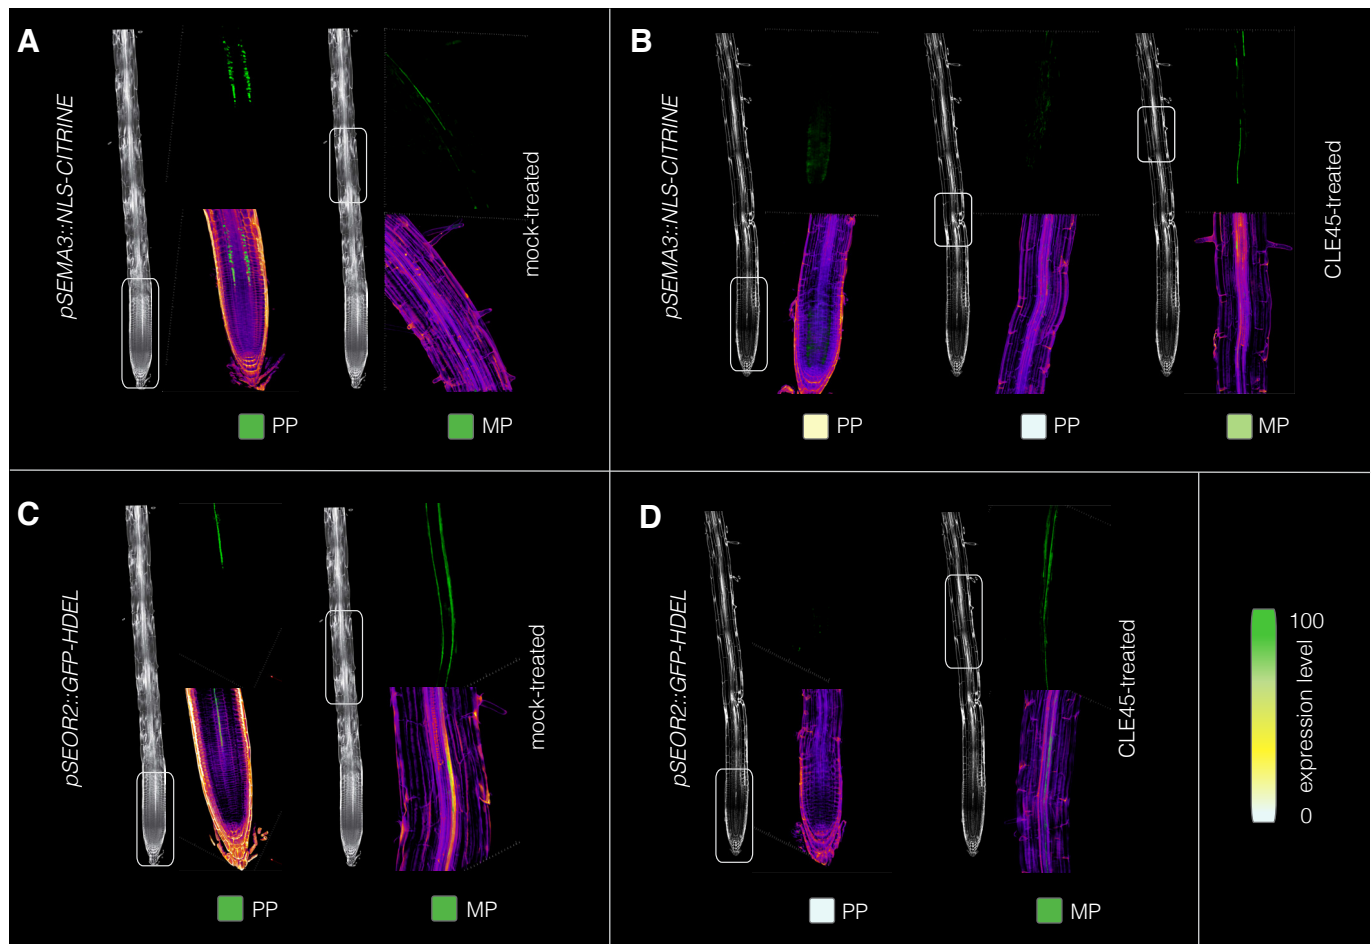 A
pSEMA3::NLS-CITRINE
mock-treated
PP
MP
B
pSEMA3::NLS-CITRINE
CLE45-treated
PP
PP
MP
C
pSEOR2::GFP-HDEL
mock-treated
PP
MP
D
pSEOR2::GFP-HDEL
CLE45-treated
PP
MP
100
expression level
0